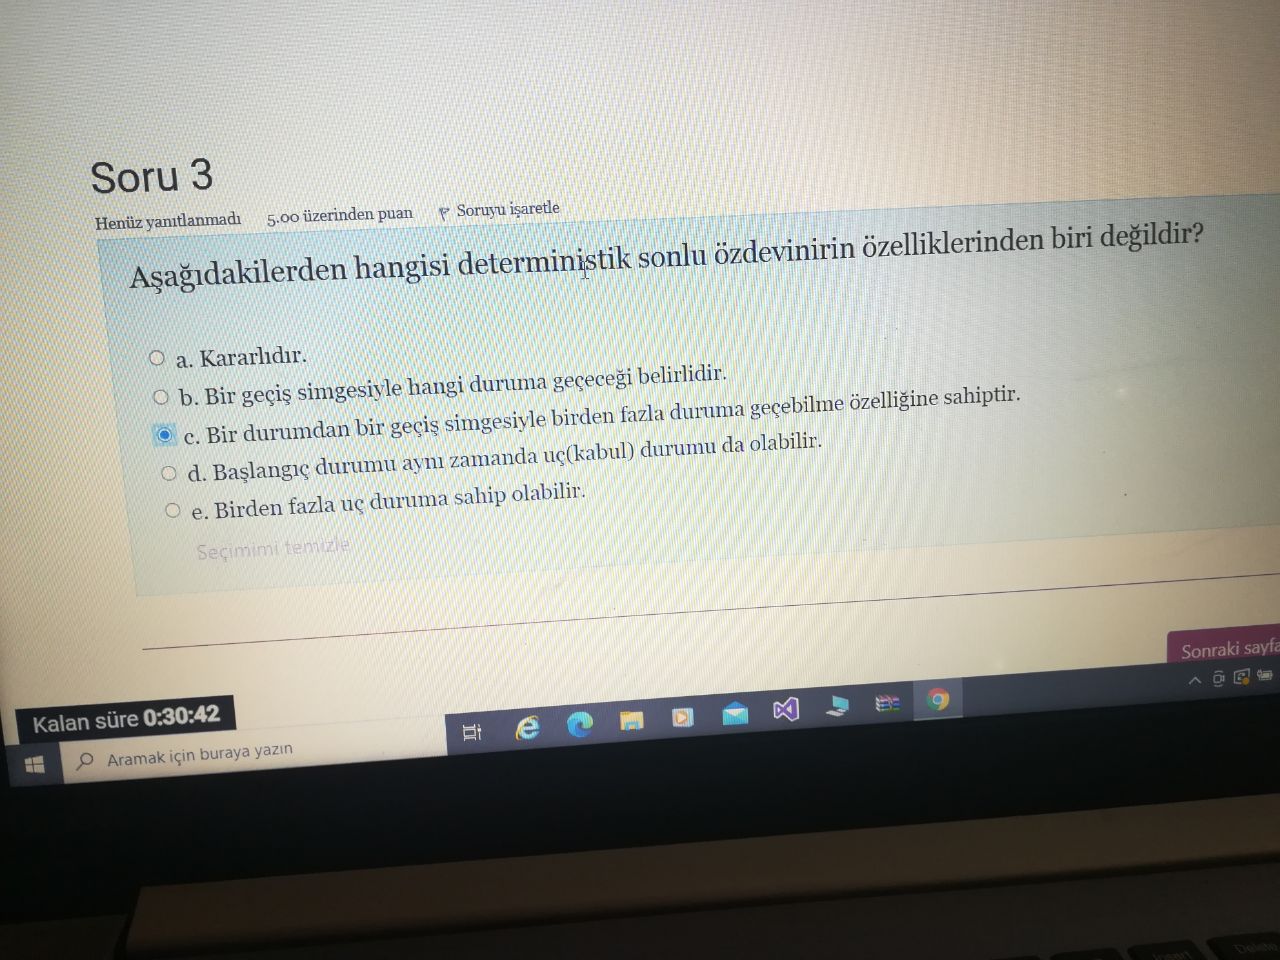 Soru 3
Henüz yanıtlanmadı 5.00 üzerinden puan Soruyu işaretle
Aşağıdakilerden hangisi deterministik sonlu özdevinirin özelliklerinden biri değildir?
a. Kararlıdır.
b. Bir geçiş simgesiyle hangi duruma geçeceği belirlidir.
c. Bir durumdan bir geçiş simgesiyle birden fazla duruma geçebilme özelliğine sahiptir.
d. Başlangıç durumu aynı zamanda uç(kabul) durumu da olabilir.
e. Birden fazla uç duruma sahip olabilir.
Seçimimi temizle
Sonraki sayfa
Kalan süre 0:30:42
Aramak için buraya yazın
Insert
Delete